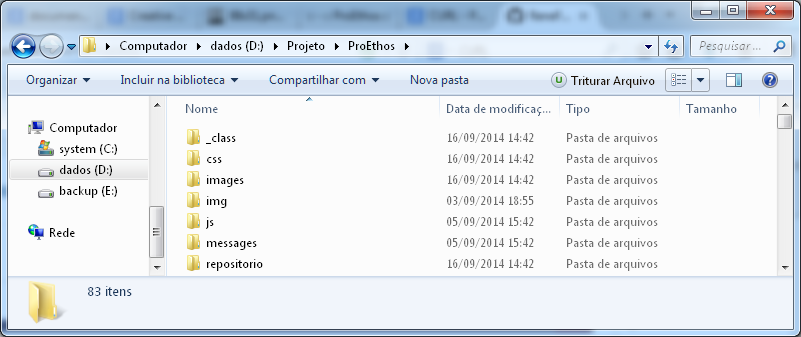 Computador dados (D:) Projeto ProEthos Pesquisar ...
Organizar Incluir na biblioteca Compartilhar com Nova pasta Triturar Arquivo
Nome Data de modificaç... Tipo Tamanho
Computador
system (C:)
dados (D:)
backup (E:)
Rede
_class 16/09/2014 14:42 Pasta de arquivos
css 16/09/2014 14:42 Pasta de arquivos
images 16/09/2014 14:42 Pasta de arquivos
img 03/09/2014 18:55 Pasta de arquivos
js 05/09/2014 15:42 Pasta de arquivos
messages 05/09/2014 15:42 Pasta de arquivos
repositorio 16/09/2014 14:42 Pasta de arquivos
83 itens